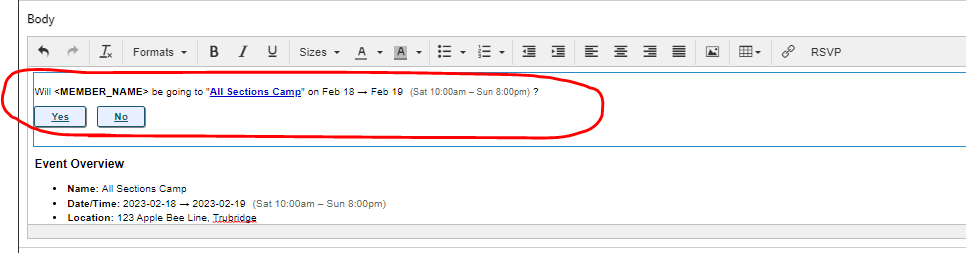 Body
Formats B I U Sizes A A RSVP
Will <MEMBER_NAME> be going to "All Sections Camp" on Feb 18 → Feb 19 (Sat 10:00am – Sun 8:00pm) ?
Yes No
Event Overview
• Name: All Sections Camp
• Date/Time: 2023-02-18 → 2023-02-19 (Sat 10:00am – Sun 8:00pm)
• Location: 123 Apple Bee Line, Trubridge